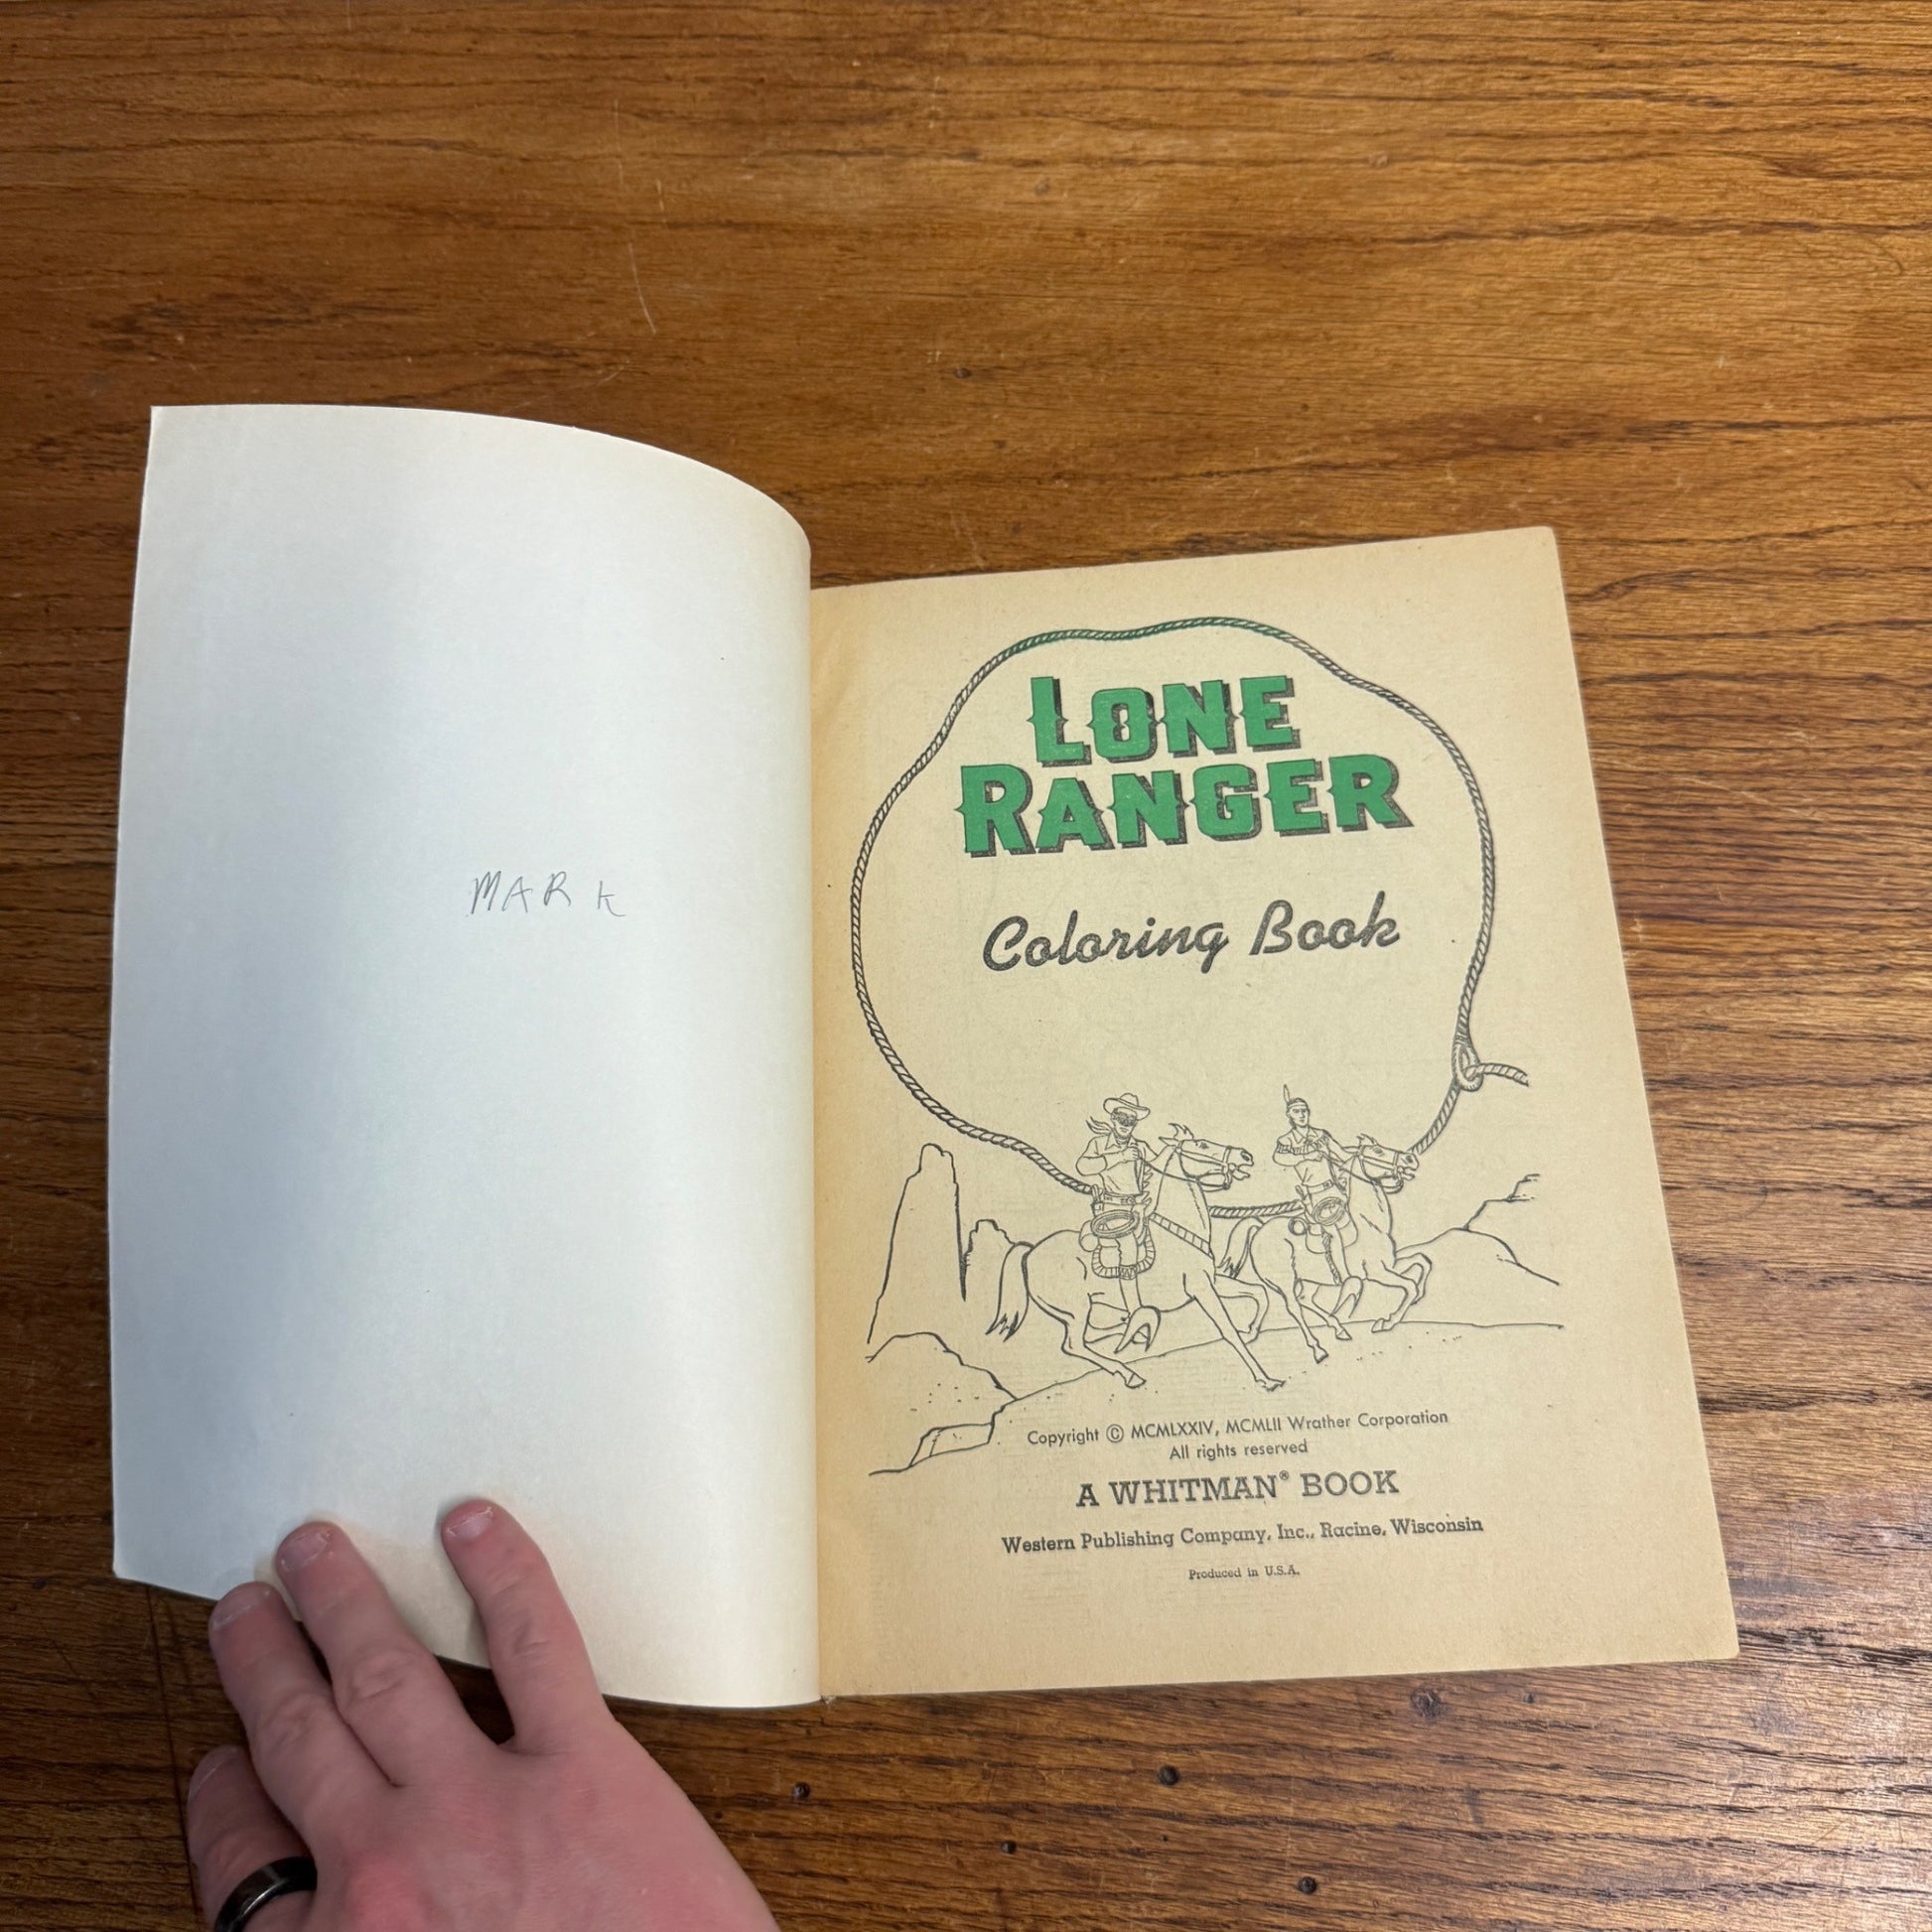 MARK
LONE
RANGER
Coloring Book
Copyright © MCMLXXIV, MCMLII Wrather Corporation
All rights reserved
A WHITMAN® BOOK
Western Publishing Company, Inc., Racine, Wisconsin
Produced in U.S.A.